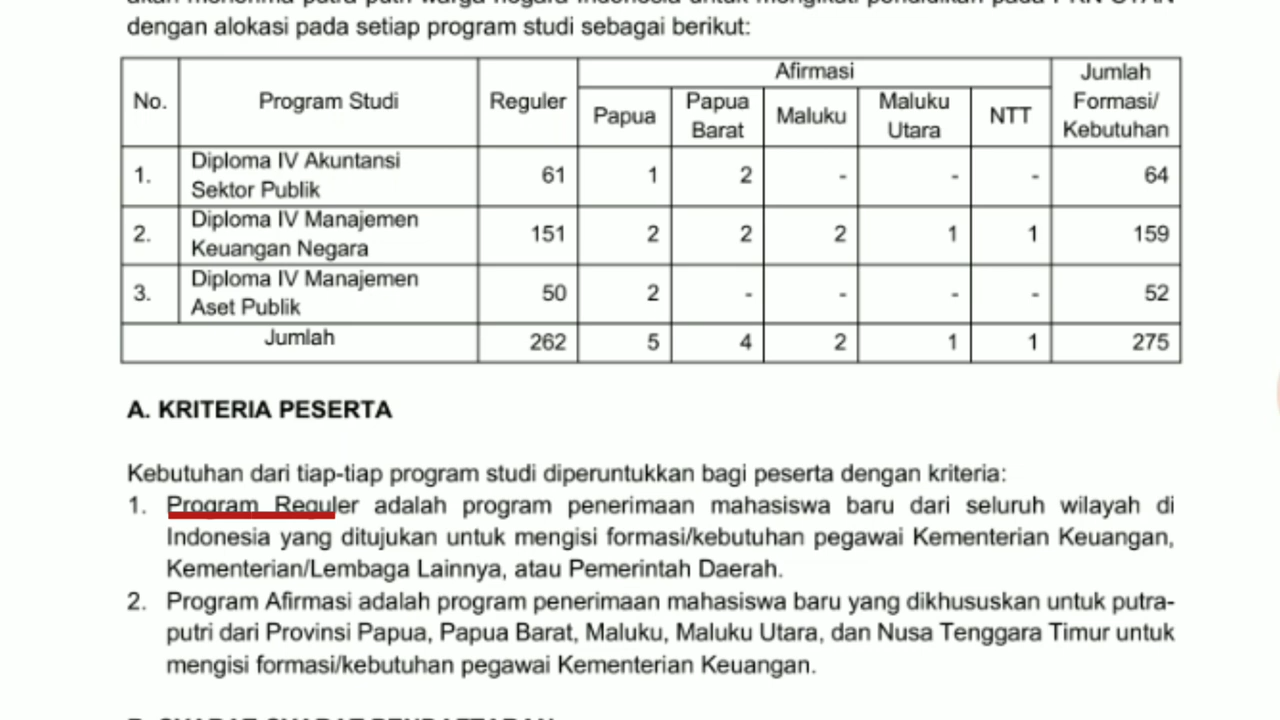 dengan alokasi pada setiap program studi sebagai berikut:
No. Program Studi Reguler Afirmasi Jumlah Formasi/ Kebutuhan
Papua Papua Barat Maluku Maluku Utara NTT
1. Diploma IV Akuntansi Sektor Publik 61 1 2 - - - 64
2. Diploma IV Manajemen Keuangan Negara 151 2 2 2 1 1 159
3. Diploma IV Manajemen Aset Publik 50 2 - - - - 52
Jumlah 262 5 4 2 1 1 275
A. KRITERIA PESERTA
Kebutuhan dari tiap-tiap program studi diperuntukkan bagi peserta dengan kriteria:
1. Program Reguler adalah program penerimaan mahasiswa baru dari seluruh wilayah di
Indonesia yang ditujukan untuk mengisi formasi/kebutuhan pegawai Kementerian Keuangan,
Kementerian/Lembaga Lainnya, atau Pemerintah Daerah.
2. Program Afirmasi adalah program penerimaan mahasiswa baru yang dikhususkan untuk putra-
putri dari Provinsi Papua, Papua Barat, Maluku, Maluku Utara, dan Nusa Tenggara Timur untuk
mengisi formasi/kebutuhan pegawai Kementerian Keuangan.